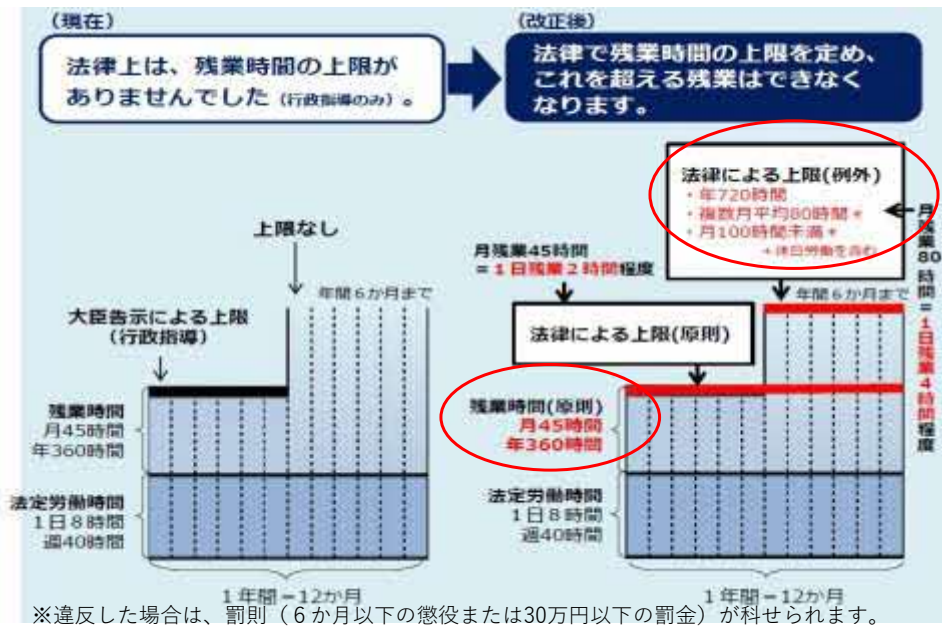 (現在)
法律上は、残業時間の上限が
ありませんでした(行政指導のみ)。
(改正後)
法律で残業時間の上限を定め、
これを超える残業はできなく
なります。
上限なし
年間6か月まで
大臣告示による上限
(行政指導)
残業時間
月45時間
年360時間
法定労働時間
1日8時間
週40時間
1年間=12か月
法律による上限(例外)
・年720時間
・複数月平均80時間*
・月100時間未満*
*休日労働を含む
月残業80時間=1日残業4時間程度
月残業45時間
=1日残業2時間程度
年間6か月まで
法律による上限(原則)
残業時間(原則)
月45時間
年360時間
法定労働時間
1日8時間
週40時間
1年間=12か月
※違反した場合は、罰則(6か月以下の懲役または30万円以下の罰金)が科せられます。